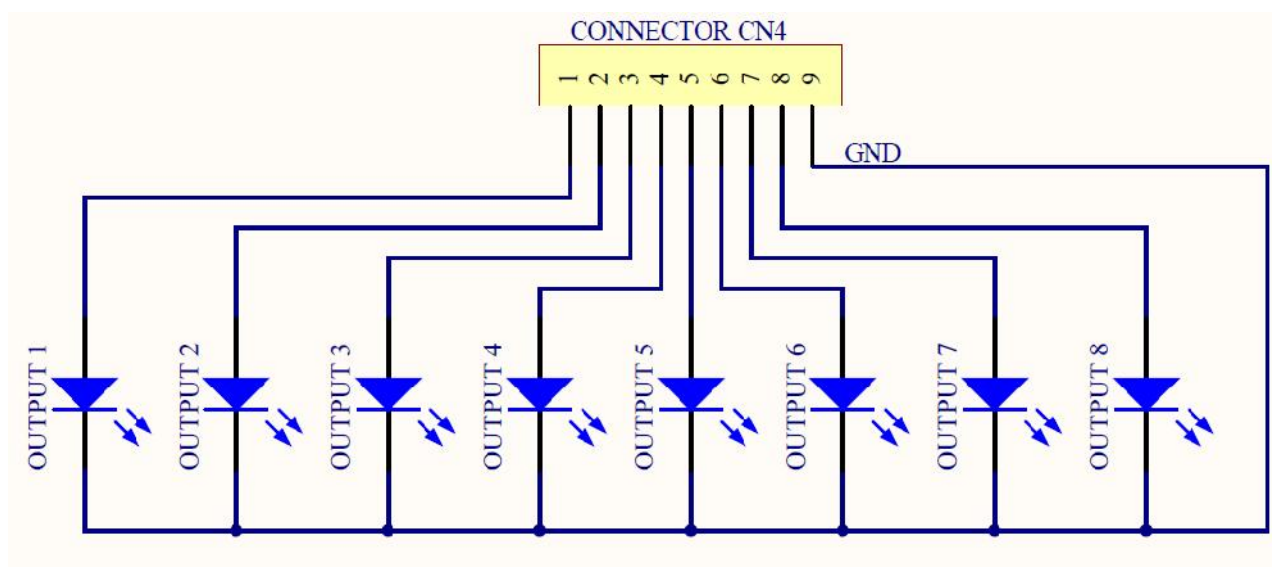 CONNECTOR CN4
1 2 3 4 5 6 7 8 9
GND
OUTPUT 1
OUTPUT 2
OUTPUT 3
OUTPUT 4
OUTPUT 5
OUTPUT 6
OUTPUT 7
OUTPUT 8